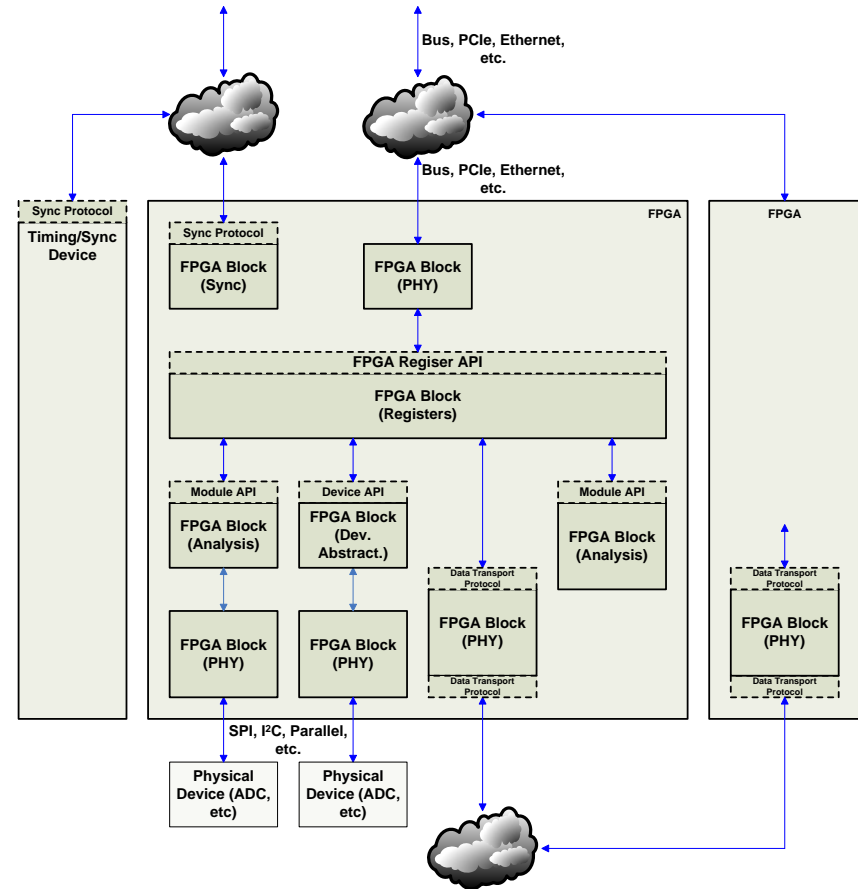 Bus, PCIe, Ethernet,
etc.
Bus, PCIe, Ethernet,
etc.
Sync Protocol
Timing/Sync
Device
FPGA
Sync Protocol
FPGA Block
(Sync)
FPGA Block
(PHY)
FPGA Regiser API
FPGA Block
(Registers)
Module API
FPGA Block
(Analysis)
Device API
FPGA Block
(Dev.
Abstract.)
Module API
FPGA Block
(Analysis)
FPGA Block
(PHY)
FPGA Block
(PHY)
Data Transport
Protocol
FPGA Block
(PHY)
Data Transport
Protocol
SPI, I²C, Parallel,
etc.
Physical
Device (ADC,
etc)
Physical
Device (ADC,
etc)
FPGA
Data Transport
Protocol
FPGA Block
(PHY)
Data Transport
Protocol